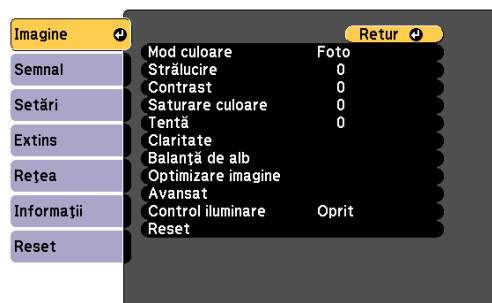 Imagine
Semnal
Setări
Extins
Reţea
Informaţii
Reset
Retur
Mod culoare Foto
Strălucire 0
Contrast 0
Saturare culoare 0
Tentă 0
Claritate
Balanţă de alb
Optimizare imagine
Avansat
Control iluminare Oprit
Reset